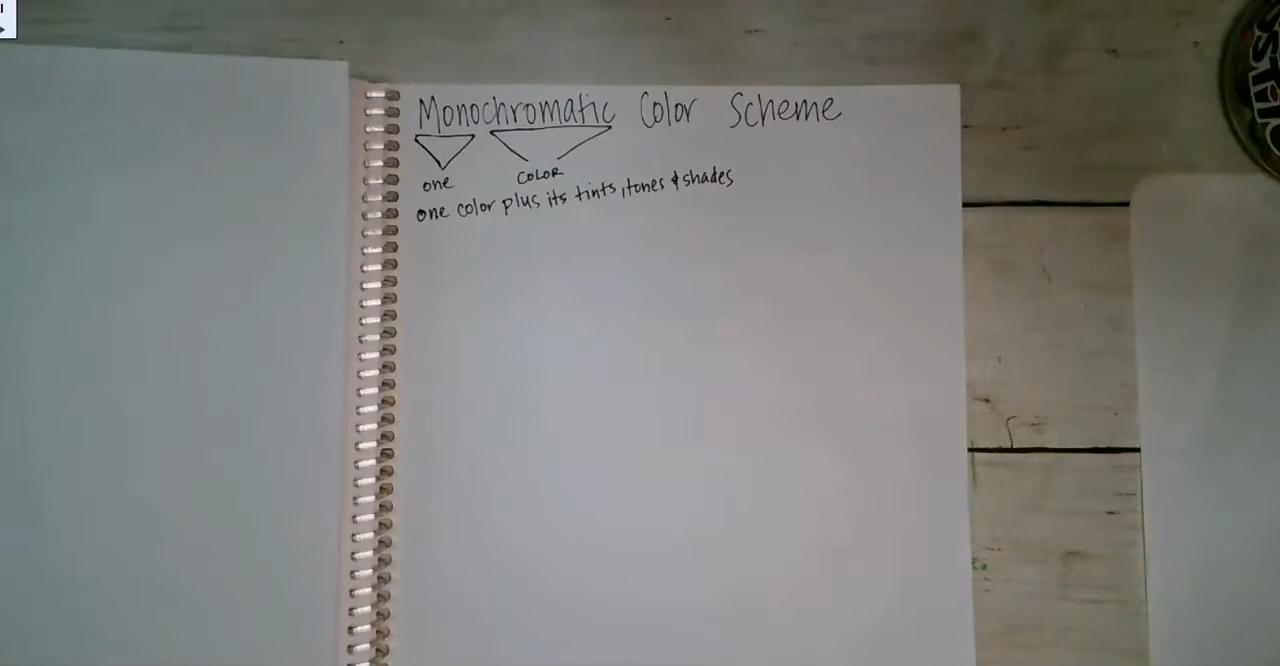 Monochromatic Color Scheme
one COLOR
one color plus its tints, tones & shades